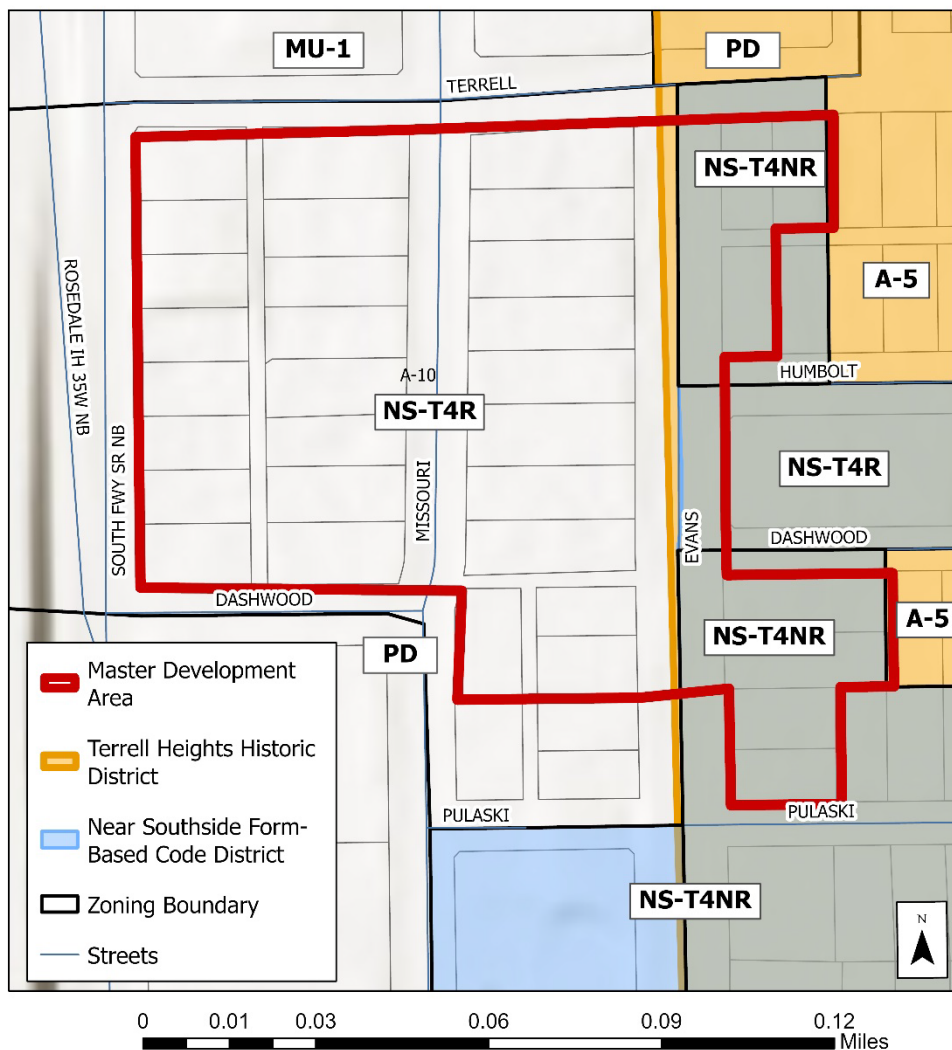 MU-1
PD
TERRELL
NS-T4NR
A-5
ROSEDALE IH 35W NB
SOUTH FWY SR NB
A-10
NS-T4R
MISSOURI
HUMBOLT
NS-T4R
EVANS
DASHWOOD
DASHWOOD
A-5
NS-T4NR
PD
Master Development
Area
Terrell Heights Historic
District
Near Southside Form-
Based Code District
Zoning Boundary
Streets
PULASKI
PULASKI
NS-T4NR
N
0 0.01 0.03 0.06 0.09 0.12
Miles